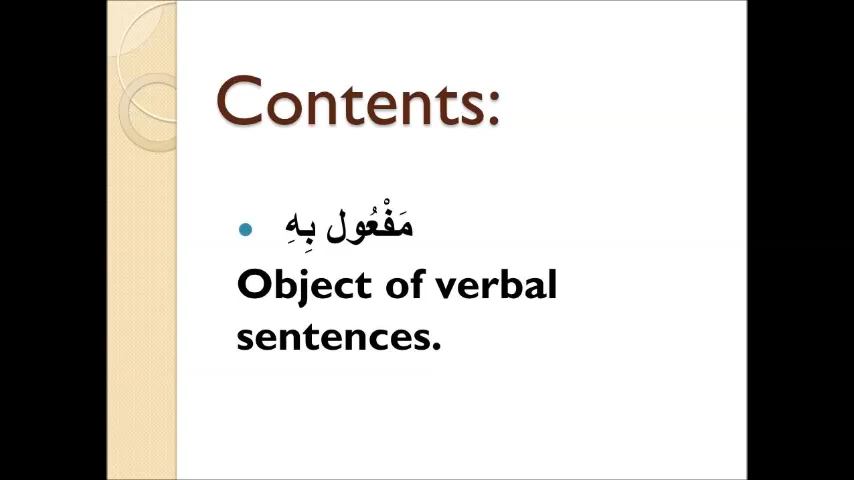 Contents:
مَفْعُول بِهِ
Object of verbal
sentences.